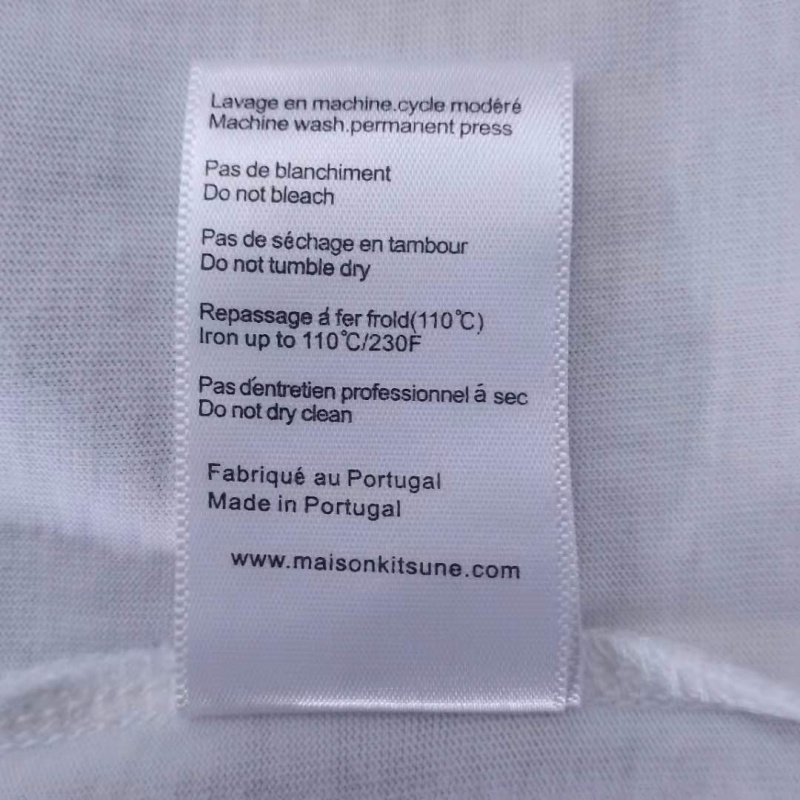 Lavage en machine.cycle modéré
Machine wash.permanent press
Pas de blanchiment
Do not bleach
Pas de séchage en tambour
Do not tumble dry
Repassage á fer frold(110℃)
Iron up to 110℃/230F
Pas d'entretien professionnel á sec
Do not dry clean
Fabriqué au Portugal
Made in Portugal
www.maisonkitsune.com